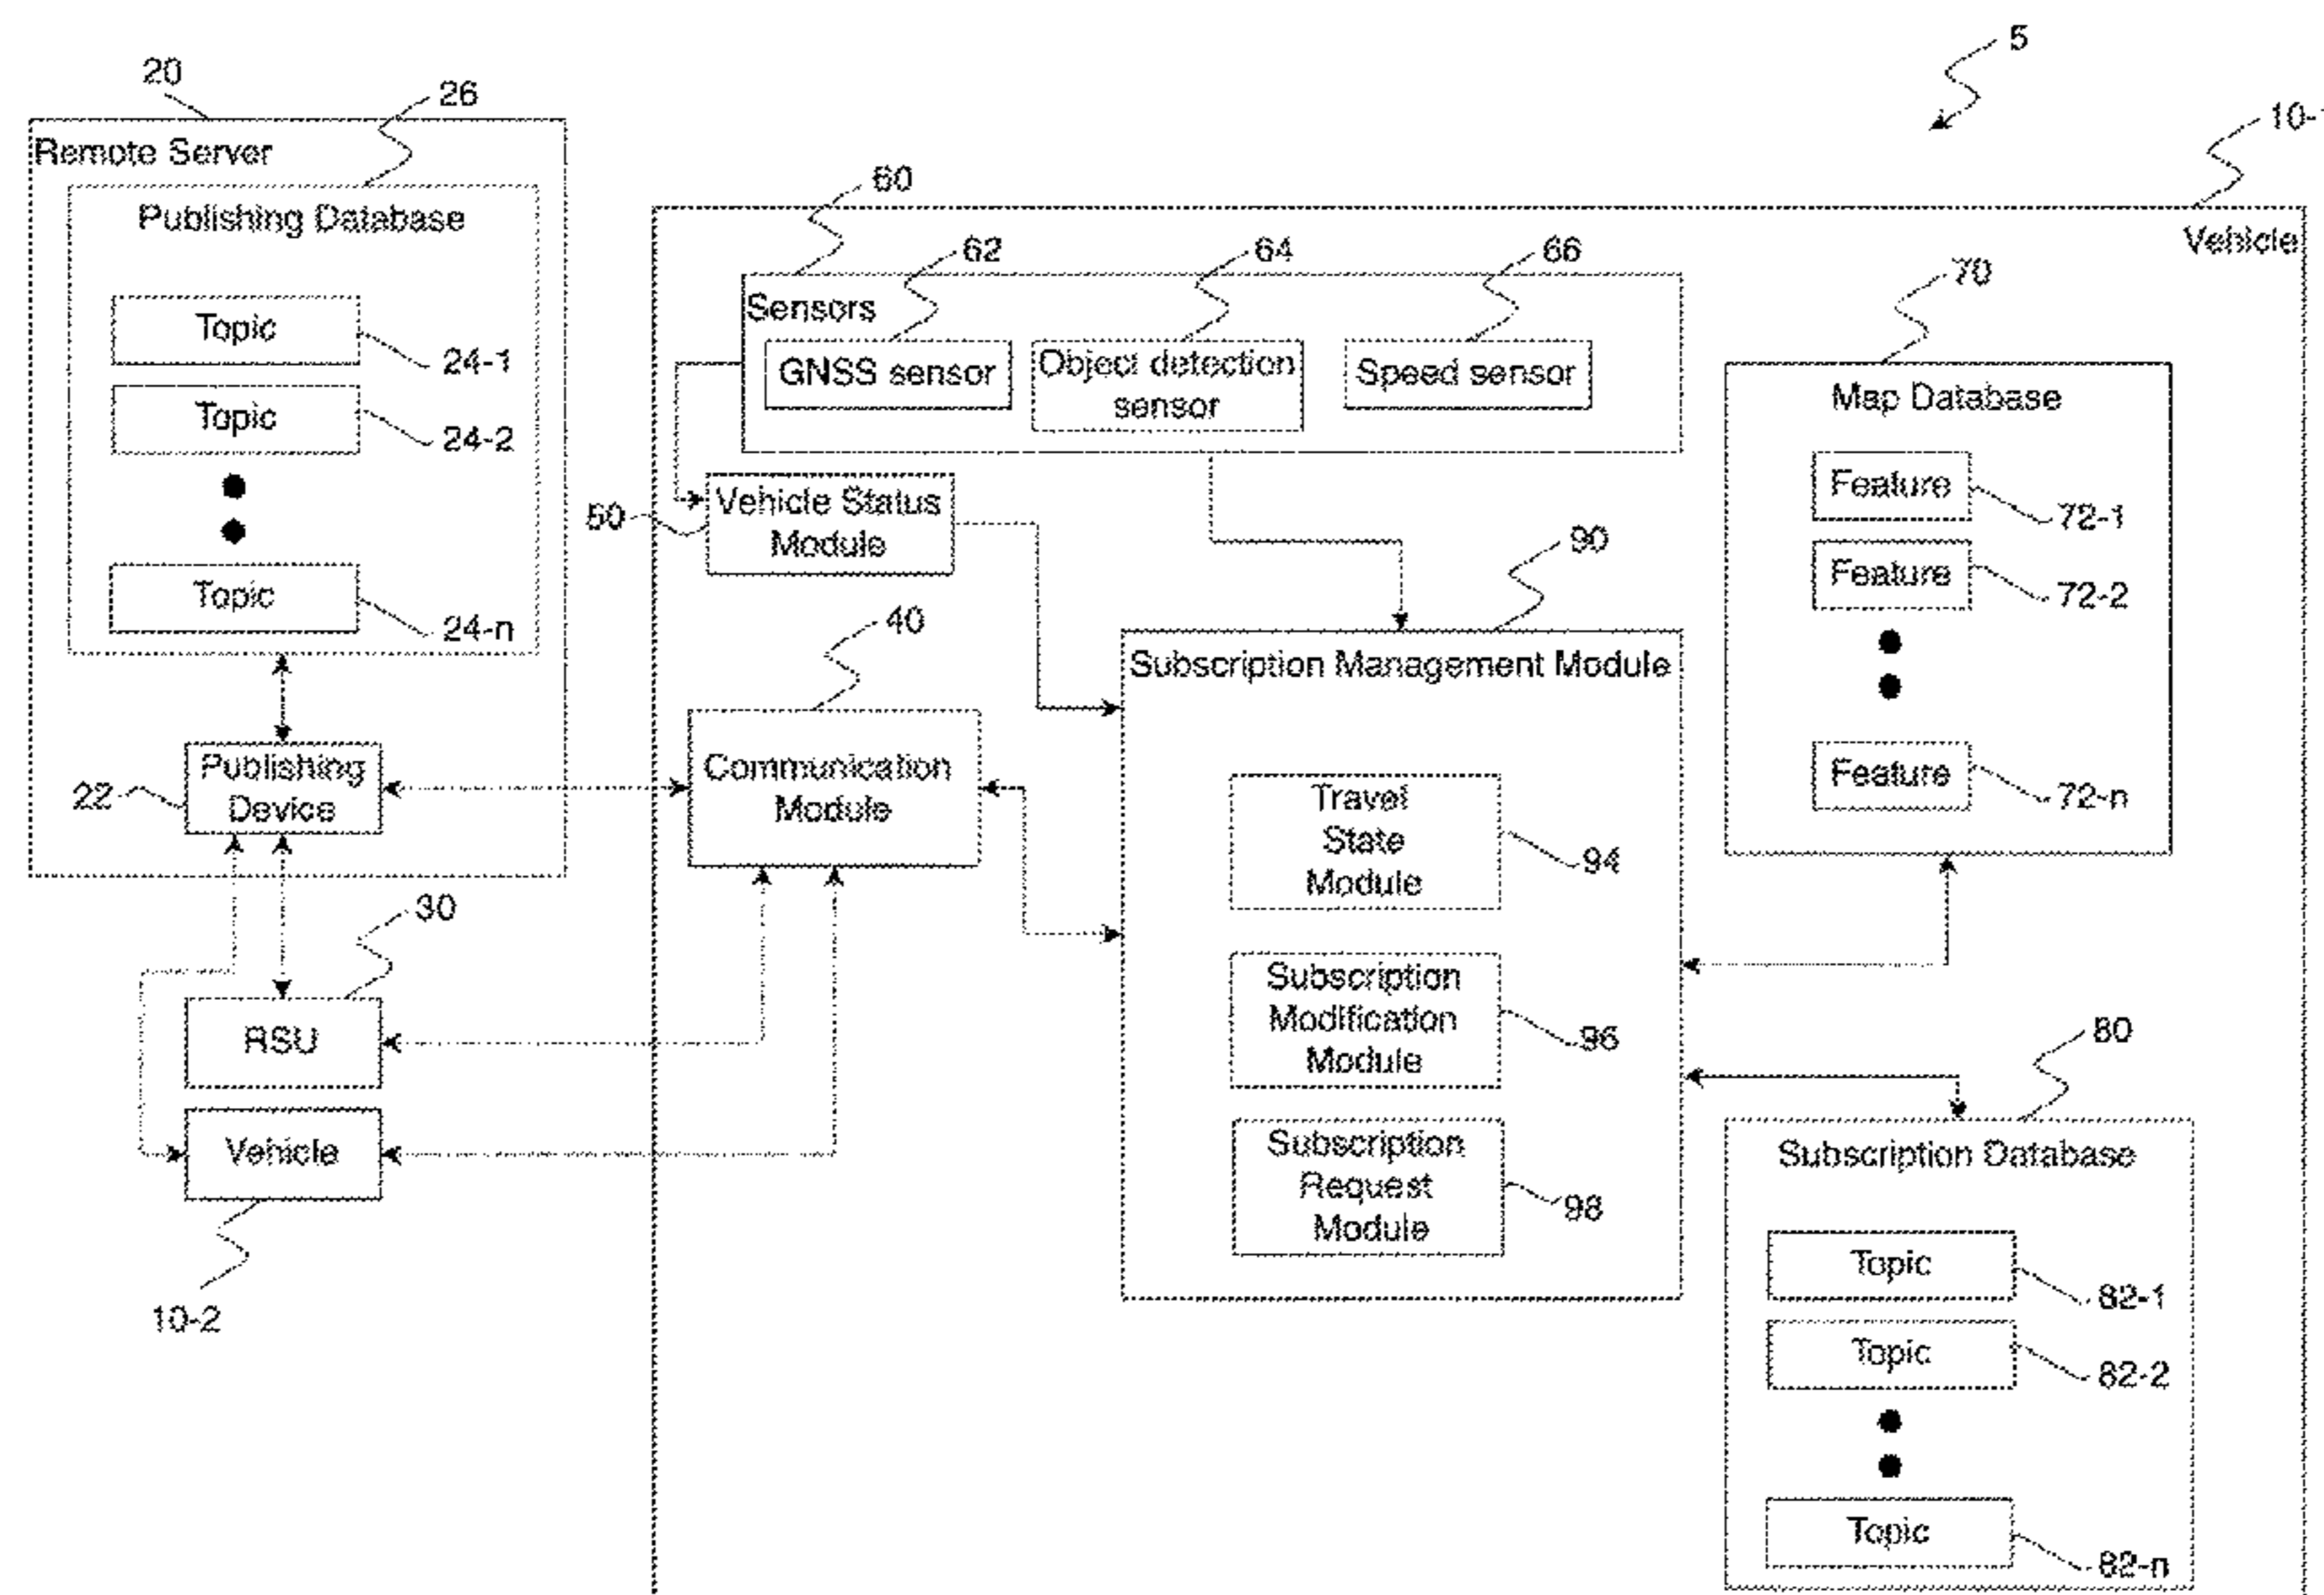 5
20
26
10-1
Remote Server
60
Publishing Database
Vehicle
62
64
66
70
Sensors
Topic
24-1
GNSS sensor
Object detection
sensor
Speed sensor
Map Database
Topic
24-2
Feature
72-1
50
Vehicle Status
Module
90
Feature
72-2
Topic
24-n
40
Subscription Management Module
Publishing
Device
22
Communication
Module
Feature
72-n
Travel
State
Module
94
30
RSU
Subscription
Modification
Module
96
80
Vehicle
Subscription
Request
Module
98
Subscription Database
10-2
Topic
82-1
Topic
82-2
Topic
82-n